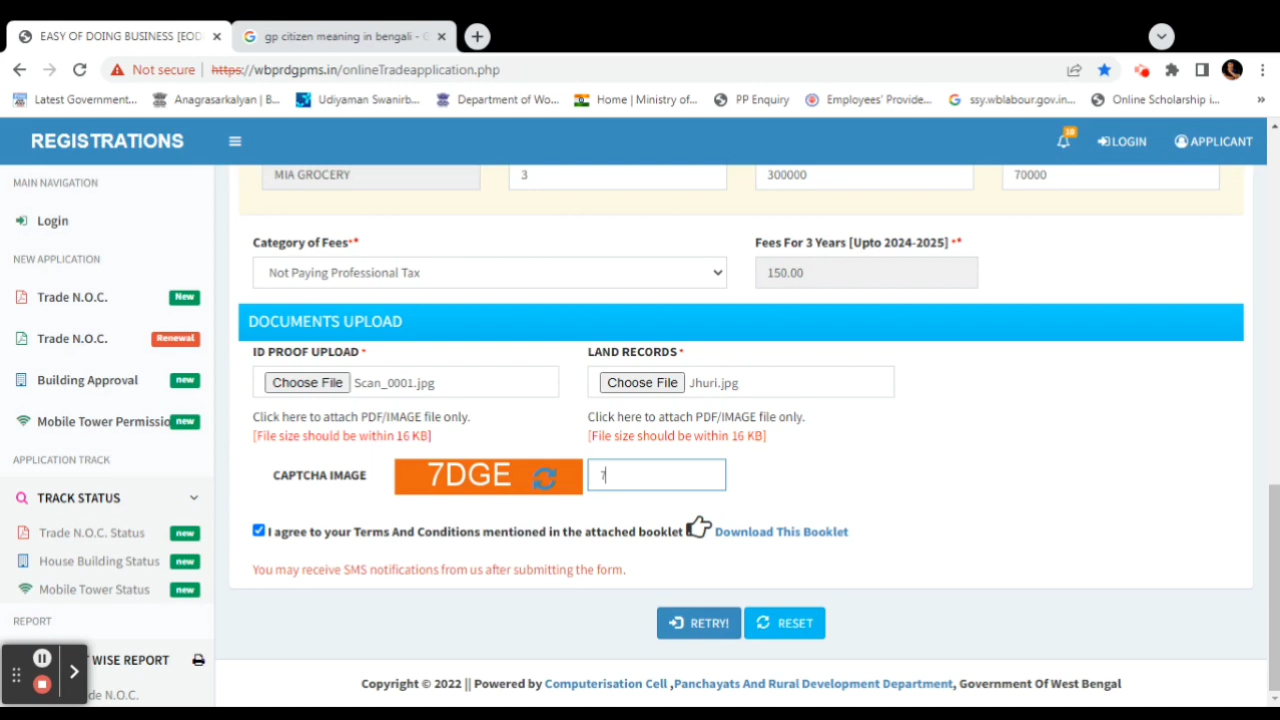 EASY OF DOING BUSINESS [EOD
gp citizen meaning in bengali - G
Not secure
https://wbprdgpms.in/onlineTradeapplication.php
Latest Government...
Anagrasarkalyan | B...
Udiyaman Swanirb...
Department of Wo...
Home | Ministry of...
PP Enquiry
Employees' Provide...
ssy.wblabour.gov.in...
Online Scholarship i...
REGISTRATIONS
LOGIN
APPLICANT
MAIN NAVIGATION
Login
NEW APPLICATION
Trade N.O.C. New
Trade N.O.C. Renewal
Building Approval new
Mobile Tower Permissio new
APPLICATION TRACK
TRACK STATUS
Trade N.O.C. Status new
House Building Status new
Mobile Tower Status new
REPORT
WISE REPORT
de N.O.C.
MIA GROCERY 3 300000 70000
Category of Fees** Fees For 3 Years [Upto 2024-2025] **
Not Paying Professional Tax 150.00
DOCUMENTS UPLOAD
ID PROOF UPLOAD * LAND RECORDS *
Choose File Scan_0001.jpg Choose File Jhuri.jpg
Click here to attach PDF/IMAGE file only. Click here to attach PDF/IMAGE file only.
[File size should be within 16 KB] [File size should be within 16 KB]
CAPTCHA IMAGE 7DGE 7
I agree to your Terms And Conditions mentioned in the attached booklet Download This Booklet
You may receive SMS notifications from us after submitting the form.
RETRY! RESET
Copyright © 2022 || Powered by Computerisation Cell ,Panchayats And Rural Development Department, Government Of West Bengal